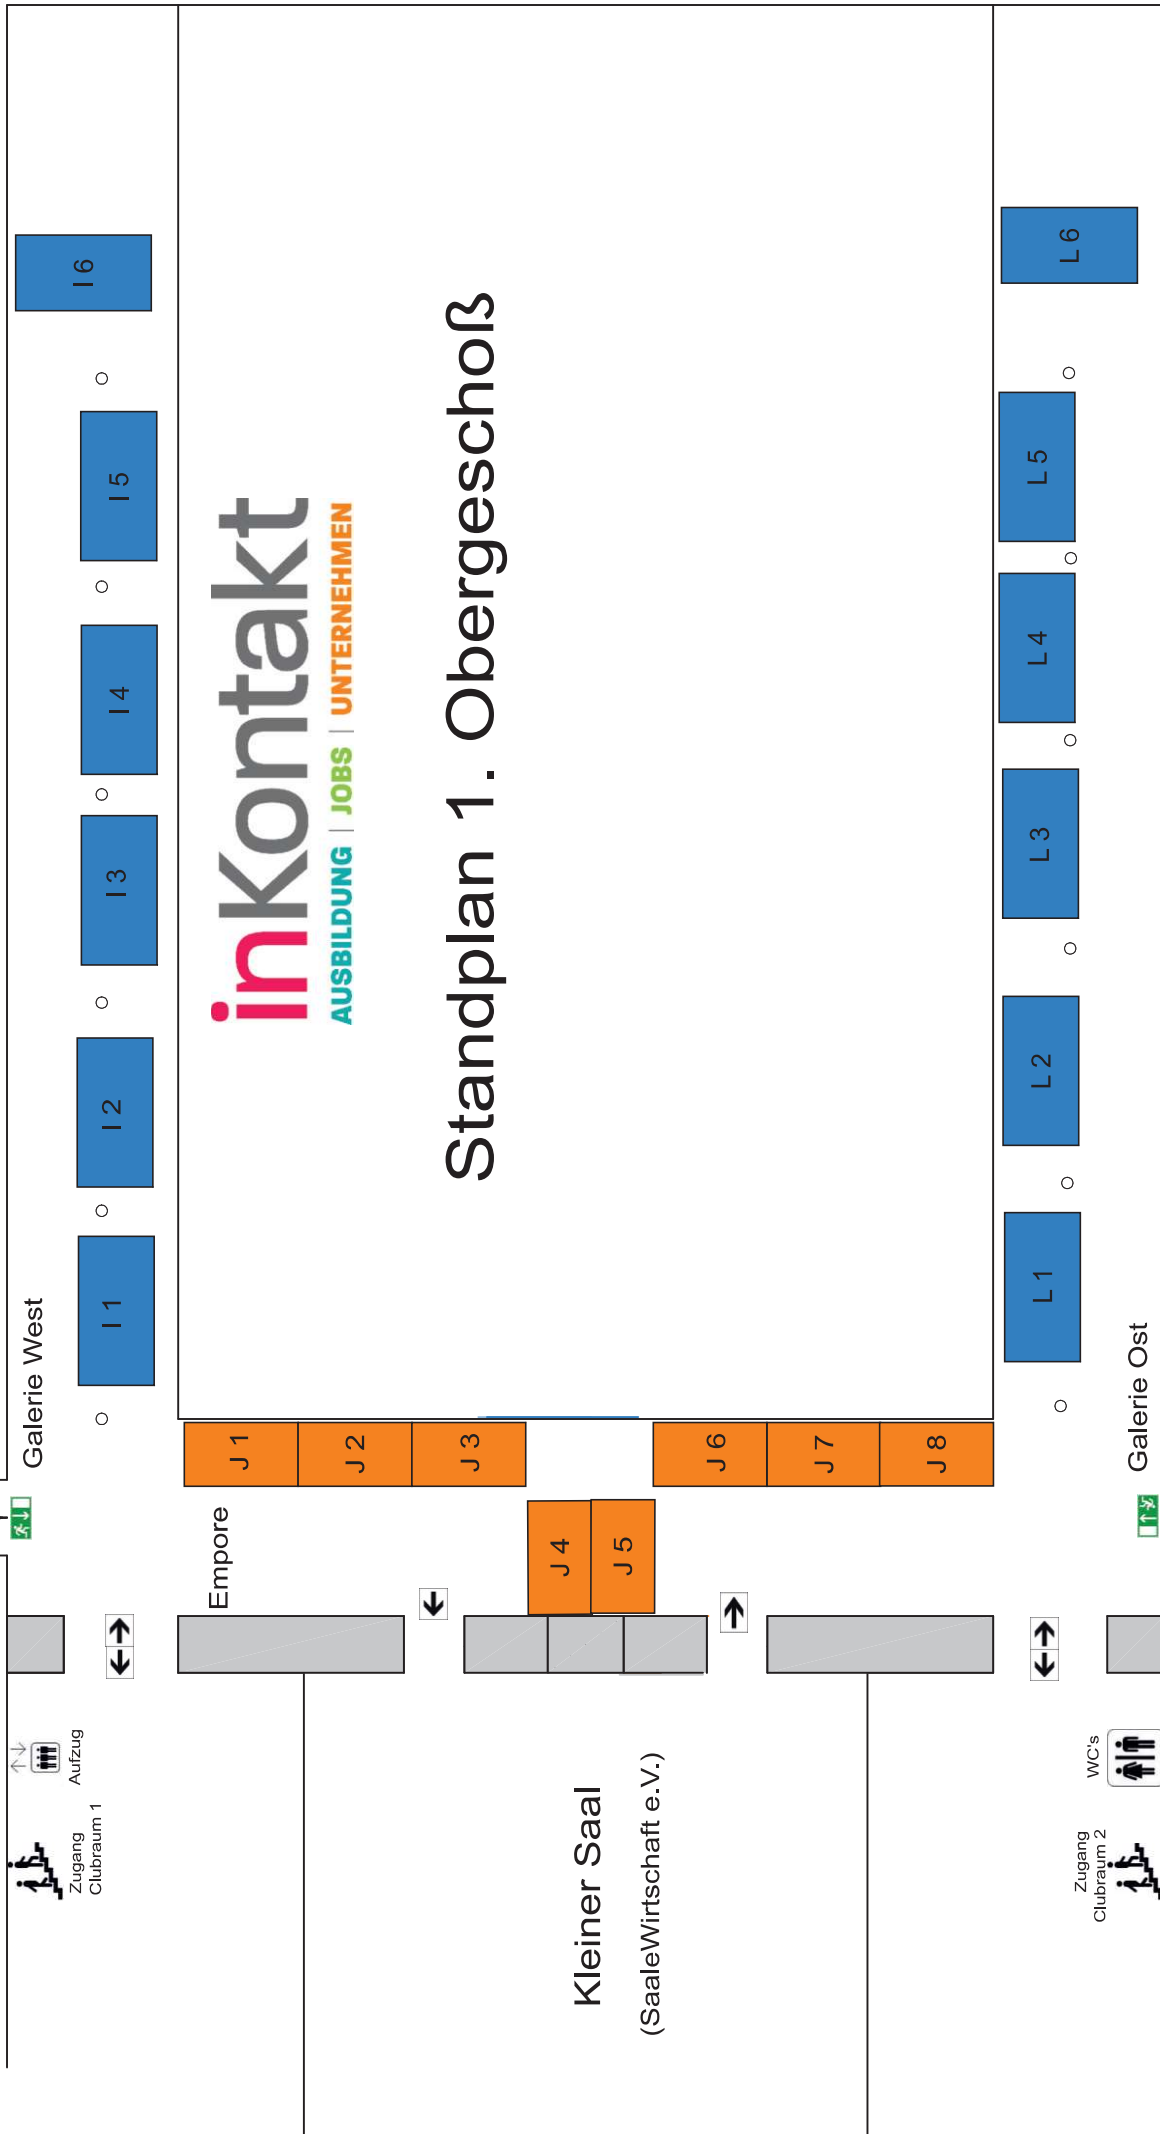 inKontakt
AUSBILDUNG | JOBS | UNTERNEHMEN
Standplan 1. Obergeschoß
Galerie West
I 1
I 2
I 3
I 4
I 5
I 6
Empore
J 1
J 2
J 3
J 4
J 5
J 6
J 7
J 8
Galerie Ost
L 1
L 2
L 3
L 4
L 5
L 6
Aufzug
Zugang
Clubraum 1
Kleiner Saal
(SaaleWirtschaft e.V.)
WC's
Zugang
Clubraum 2